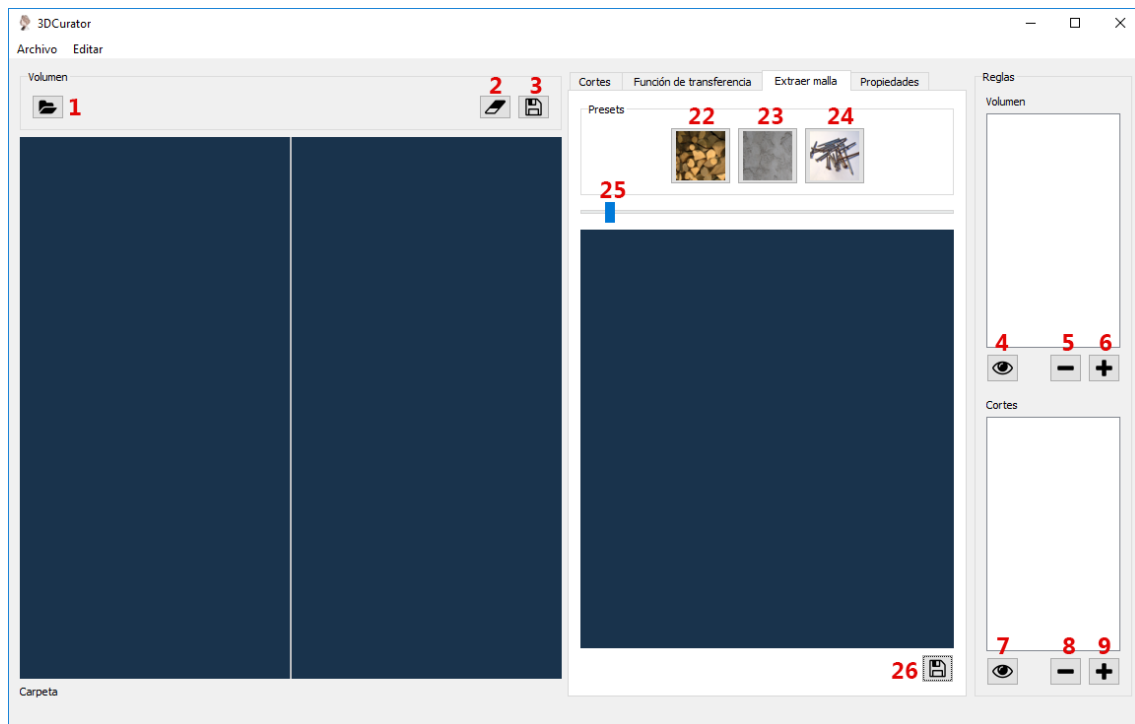 3DCurator
Archivo Editar
Volumen
1
2
3
Carpeta
Cortes Función de transferencia Extraer malla Propiedades
Presets
22
23
24
25
26
Reglas
Volumen
4
5
6
Cortes
7
8
9